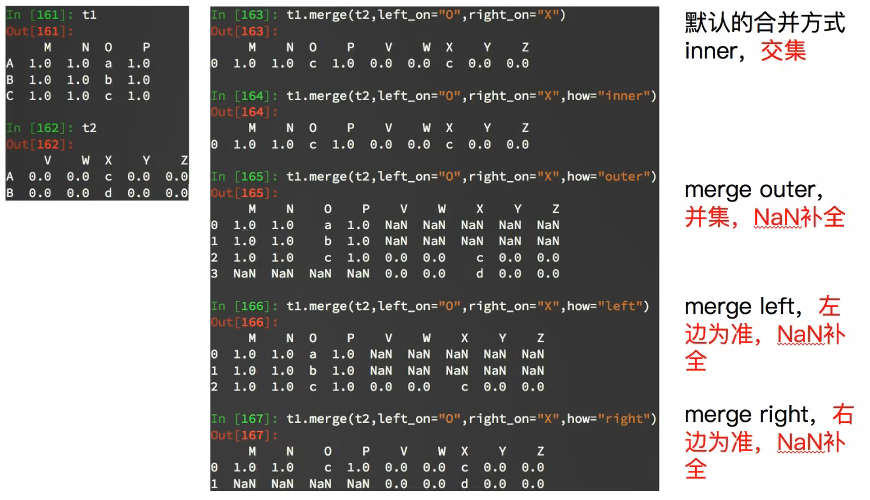 In [161]: t1
Out[161]:
M N O P
A 1.0 1.0 a 1.0
B 1.0 1.0 b 1.0
C 1.0 1.0 c 1.0
In [162]: t2
Out[162]:
V W X Y Z
A 0.0 0.0 c 0.0 0.0
B 0.0 0.0 d 0.0 0.0
In [163]: t1.merge(t2,left_on="O",right_on="X")
Out[163]:
M N O P V W X Y Z
0 1.0 1.0 c 1.0 0.0 0.0 c 0.0 0.0
In [164]: t1.merge(t2,left_on="O",right_on="X",how="inner")
Out[164]:
M N O P V W X Y Z
0 1.0 1.0 c 1.0 0.0 0.0 c 0.0 0.0
In [165]: t1.merge(t2,left_on="O",right_on="X",how="outer")
Out[165]:
M N O P V W X Y Z
0 1.0 1.0 a 1.0 NaN NaN NaN NaN NaN
1 1.0 1.0 b 1.0 NaN NaN NaN NaN NaN
2 1.0 1.0 c 1.0 0.0 0.0 c 0.0 0.0
3 NaN NaN NaN NaN 0.0 0.0 d 0.0 0.0
In [166]: t1.merge(t2,left_on="O",right_on="X",how="left")
Out[166]:
M N O P V W X Y Z
0 1.0 1.0 a 1.0 NaN NaN NaN NaN NaN
1 1.0 1.0 b 1.0 NaN NaN NaN NaN NaN
2 1.0 1.0 c 1.0 0.0 0.0 c 0.0 0.0
In [167]: t1.merge(t2,left_on="O",right_on="X",how="right")
Out[167]:
M N O P V W X Y Z
0 1.0 1.0 c 1.0 0.0 0.0 c 0.0 0.0
1 NaN NaN NaN NaN 0.0 0.0 d 0.0 0.0
默认的合并方式
inner，交集
merge outer，
并集，NaN补全
merge left，左
边为准，NaN补
全
merge right，右
边为准，NaN补
全